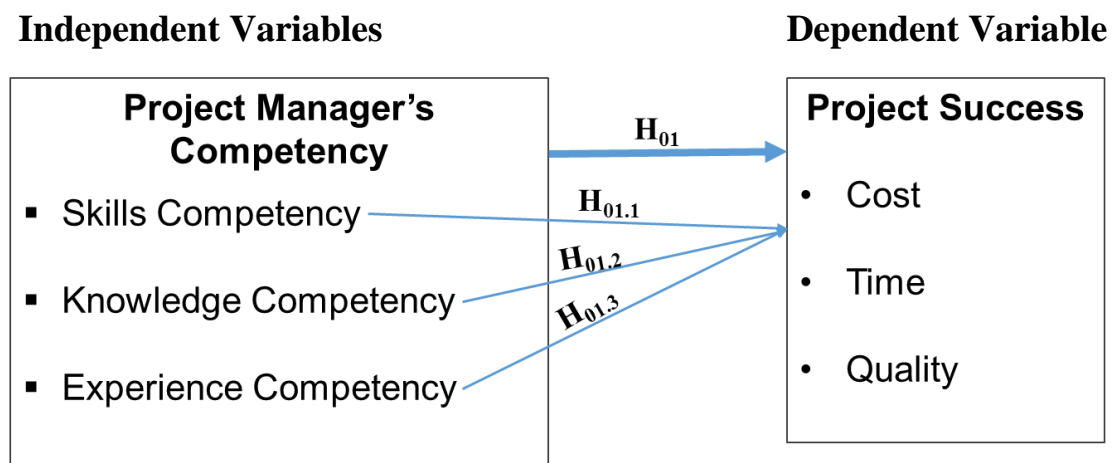 Independent Variables
Dependent Variable
Project Manager’s
Competency
▪ Skills Competency
▪ Knowledge Competency
▪ Experience Competency
H01
H01.1
H01.2
H01.3
Project Success
• Cost
• Time
• Quality